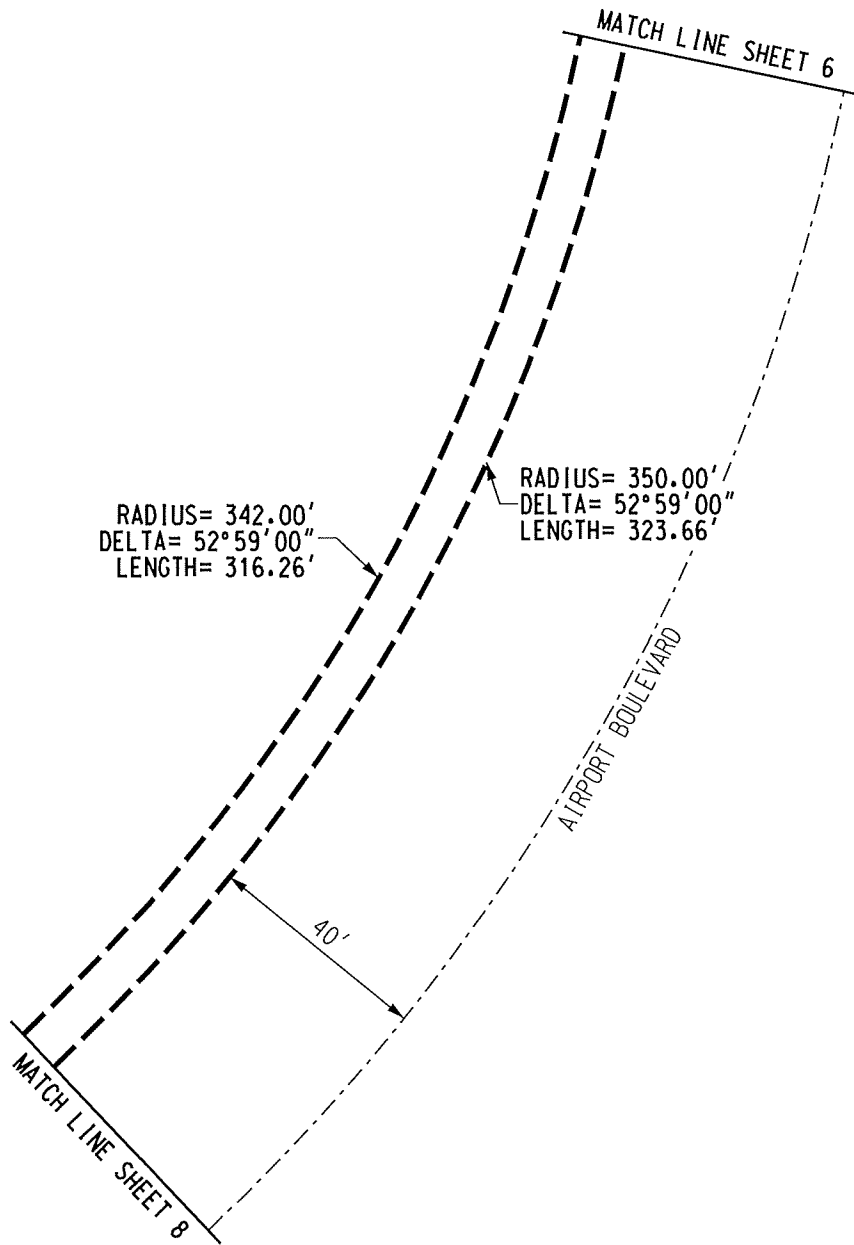 MATCH LINE SHEET 6
RADIUS= 350.00'
DELTA= 52°59'00"
LENGTH= 323.66'
RADIUS= 342.00'
DELTA= 52°59'00"
LENGTH= 316.26'
AIRPORT BOULEVARD
40'
MATCH LINE SHEET 8